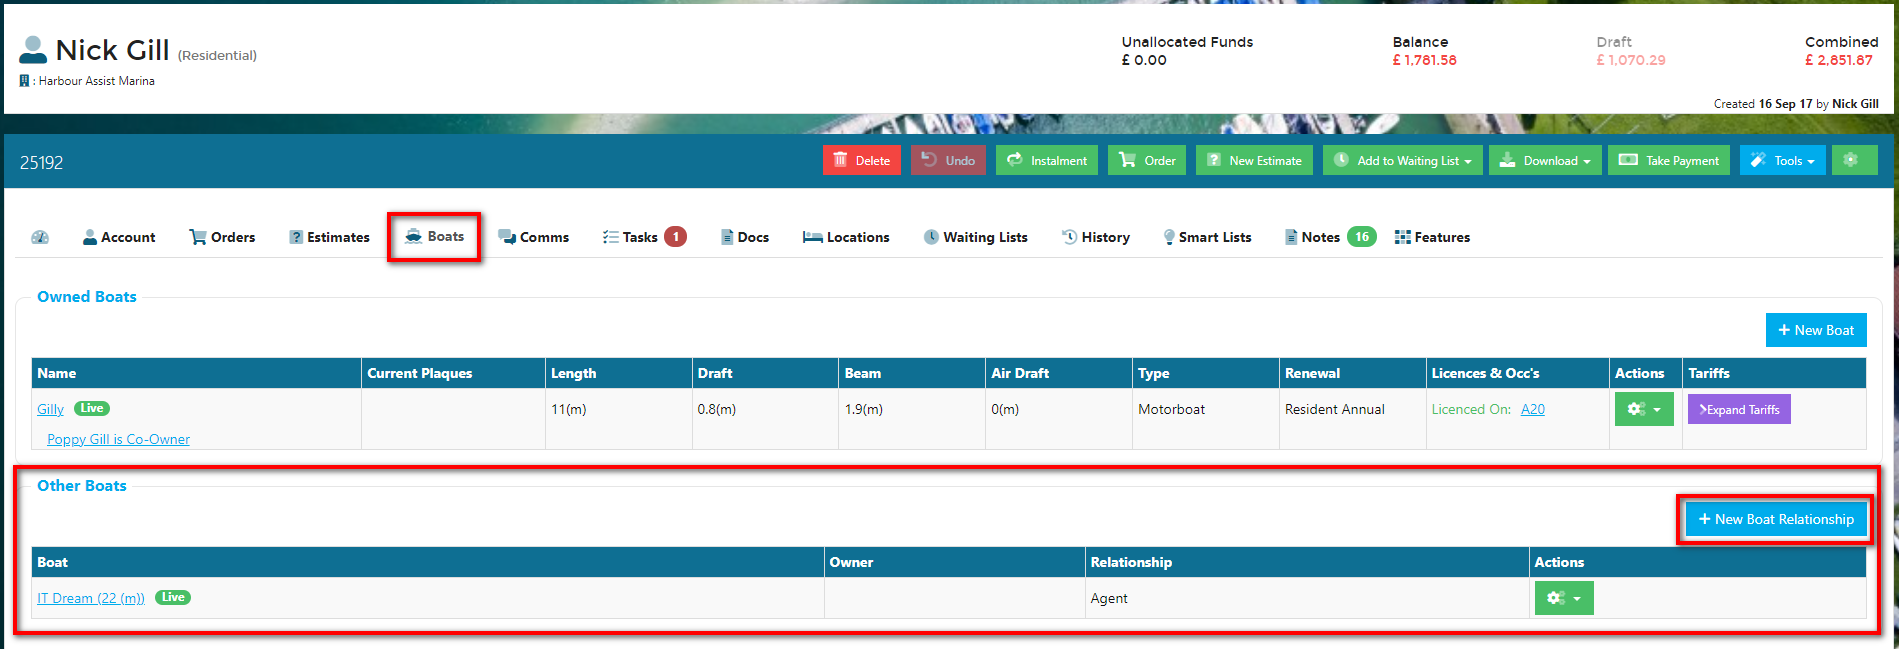 Nick Gill (Residential)
: Harbour Assist Marina
Unallocated Funds
£ 0.00
Balance
£ 1,781.58
Draft
£ 1,070.29
Combined
£ 2,851.87
Created 16 Sep 17 by Nick Gill
25192
Delete
Undo
Instalment
Order
New Estimate
Add to Waiting List
Download
Take Payment
Tools
Account
Orders
Estimates
Boats
Comms
Tasks 1
Docs
Locations
Waiting Lists
History
Smart Lists
Notes 16
Features
Owned Boats
+ New Boat
Name Current Plaques Length Draft Beam Air Draft Type Renewal Licences & Occ's Actions Tariffs
Gilly Live 11(m) 0.8(m) 1.9(m) 0(m) Motorboat Resident Annual Licenced On: A20 Expand Tariffs
Poppy Gill is Co-Owner
Other Boats
+ New Boat Relationship
Boat Owner Relationship Actions
IT Dream (22 (m)) Live Agent